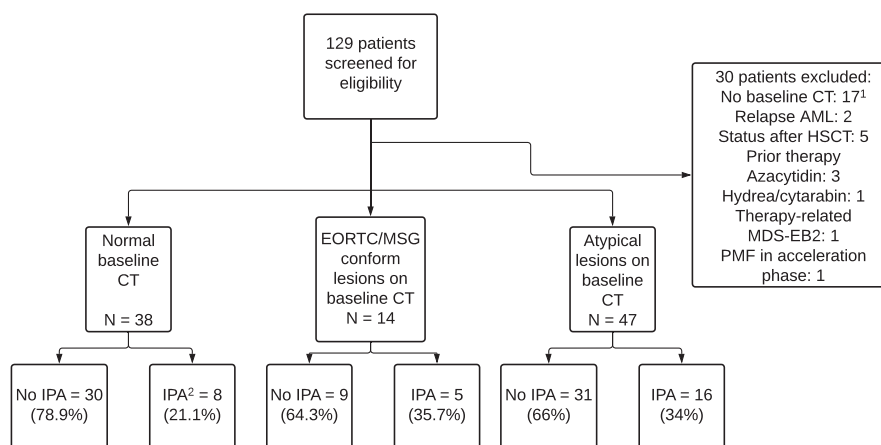 129 patients
screened for
eligibility
30 patients excluded:
No baseline CT: 17¹
Relapse AML: 2
Status after HSCT: 5
Prior therapy
Azacytidin: 3
Hydrea/cytarabin: 1
Therapy-related
MDS-EB2: 1
PMF in acceleration
phase: 1
Normal
baseline
CT
N = 38
EORTC/MSG
conform
lesions on
baseline CT
N = 14
Atypical
lesions on
baseline
CT
N = 47
No IPA = 30
(78.9%)
IPA² = 8
(21.1%)
No IPA = 9
(64.3%)
IPA = 5
(35.7%)
No IPA = 31
(66%)
IPA = 16
(34%)